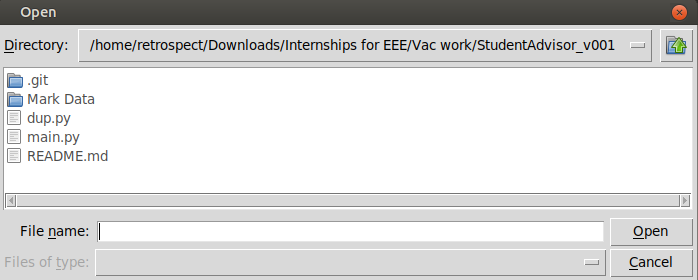 Open
Directory: /home/retrospect/Downloads/Internships for EEE/Vac work/StudentAdvisor_v001
.git
Mark Data
dup.py
main.py
README.md
File name: Open
Files of type: Cancel